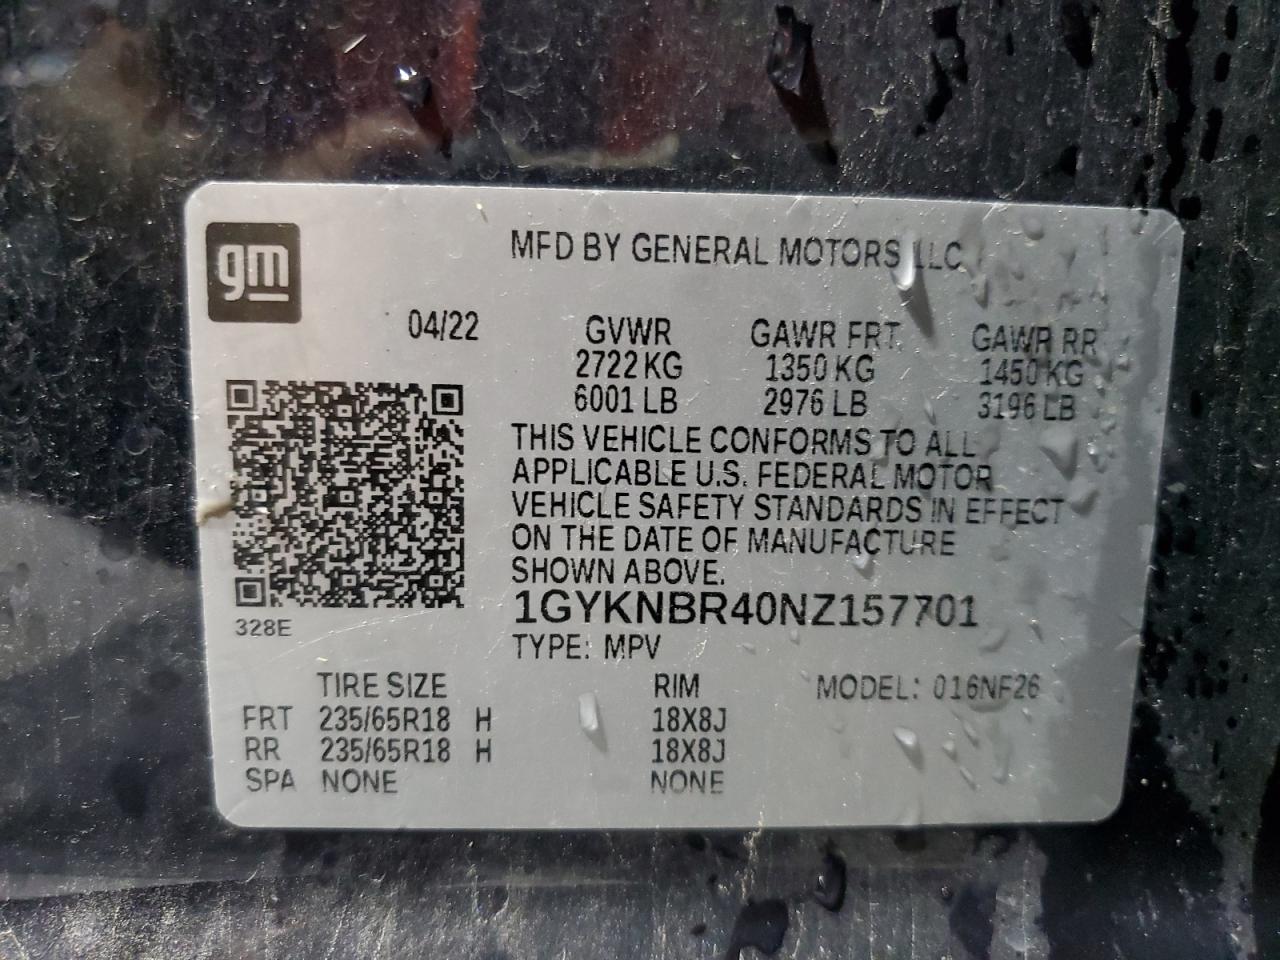 gm
MFD BY GENERAL MOTORS LLC
04/22 GVWR GAWR FRT GAWR RR
2722 KG 1350 KG 1450 KG
6001 LB 2976 LB 3196 LB
THIS VEHICLE CONFORMS TO ALL
APPLICABLE U.S. FEDERAL MOTOR
VEHICLE SAFETY STANDARDS IN EFFECT
ON THE DATE OF MANUFACTURE
SHOWN ABOVE.
1GYKNBR40NZ157701
328E
TYPE: MPV
TIRE SIZE RIM MODEL: 016NF26
FRT 235/65R18 H 18X8J
RR 235/65R18 H 18X8J
SPA NONE NONE